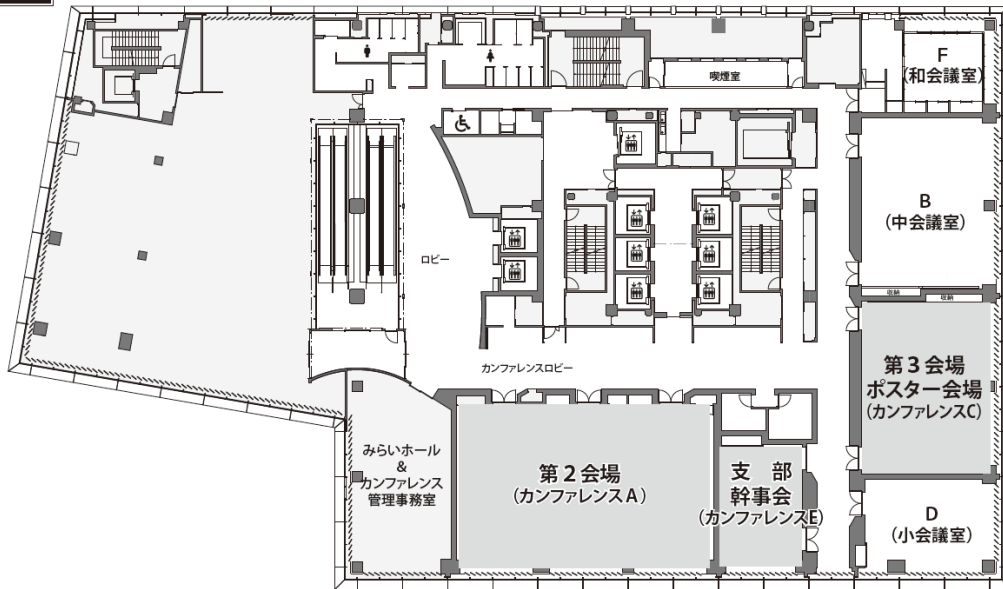 喫煙室
F
(和会議室)
B
(中会議室)
ロビー
収納
収納
カンファレンスロビー
第3会場
ポスター会場
(カンファレンスC)
みらいホール
&
カンファレンス
管理事務室
第2会場
(カンファレンスA)
支 部
幹事会
(カンファレンスE)
D
(小会議室)